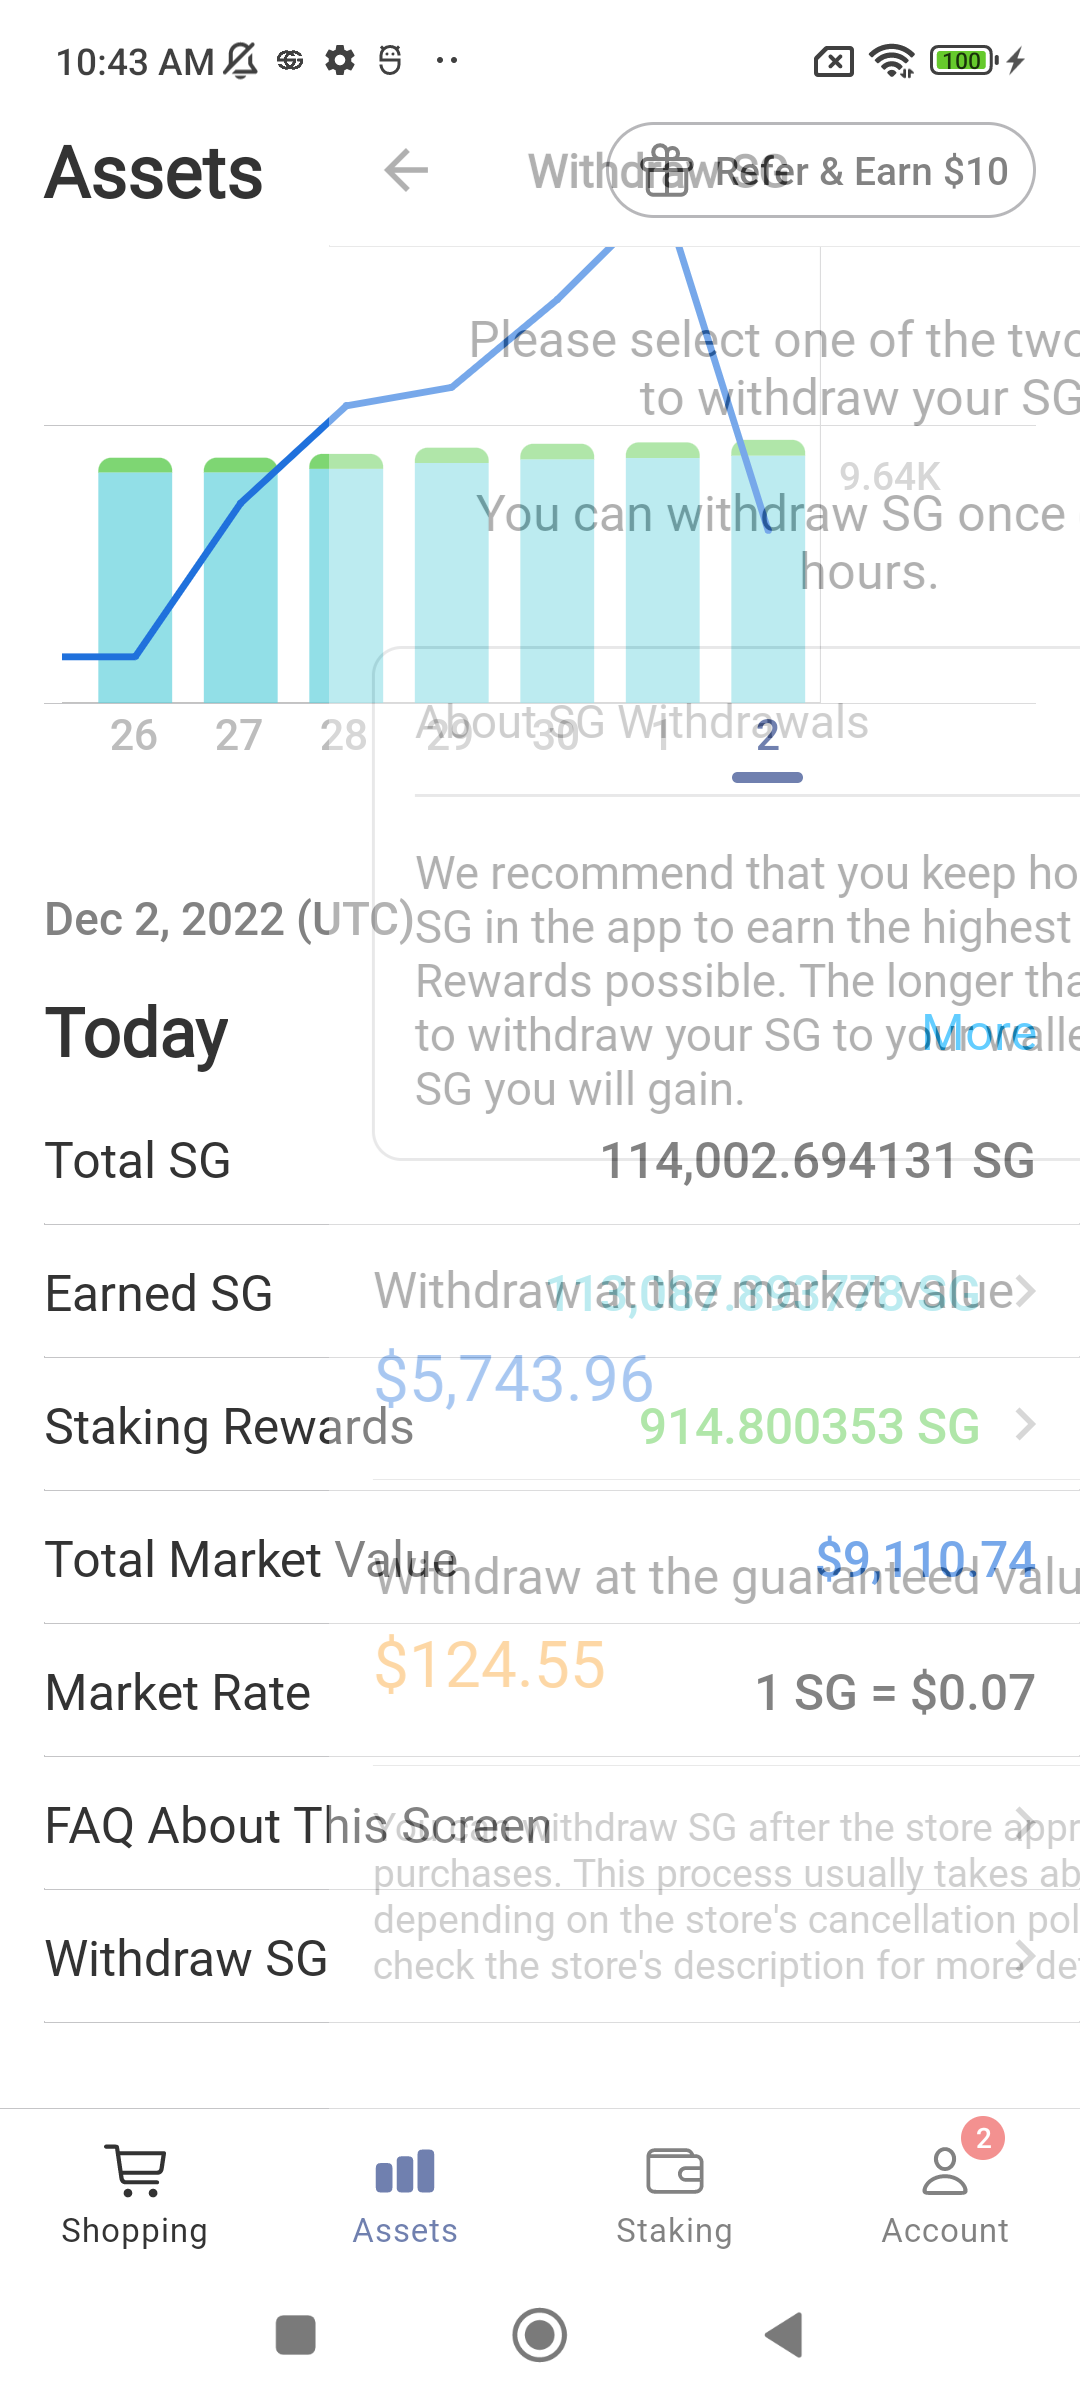 10:43 AM
100
Assets
Withdraw SG
Refer & Earn $10
Please select one of the two
to withdraw your SG
9.64K
You can withdraw SG once
hours.
26 27 28 29 30 1 2
About SG Withdrawals
We recommend that you keep ho
Dec 2, 2022 (UTC)
SG in the app to earn the highest
Rewards possible. The longer tha
Today
More
to withdraw your SG to your walle
SG you will gain.
Total SG
114,002.694131 SG
Earned SG
113,087.893778 SG
Withdraw at the market value
$5,743.96
Staking Rewards
914.800353 SG
Total Market Value
$9,110.74
Withdraw at the guaranteed valu
$124.55
Market Rate
1 SG = $0.07
FAQ About This Screen
You can withdraw SG after the store appr
purchases. This process usually takes ab
depending on the store's cancellation pol
check the store's description for more det
Withdraw SG
2
Shopping
Assets
Staking
Account